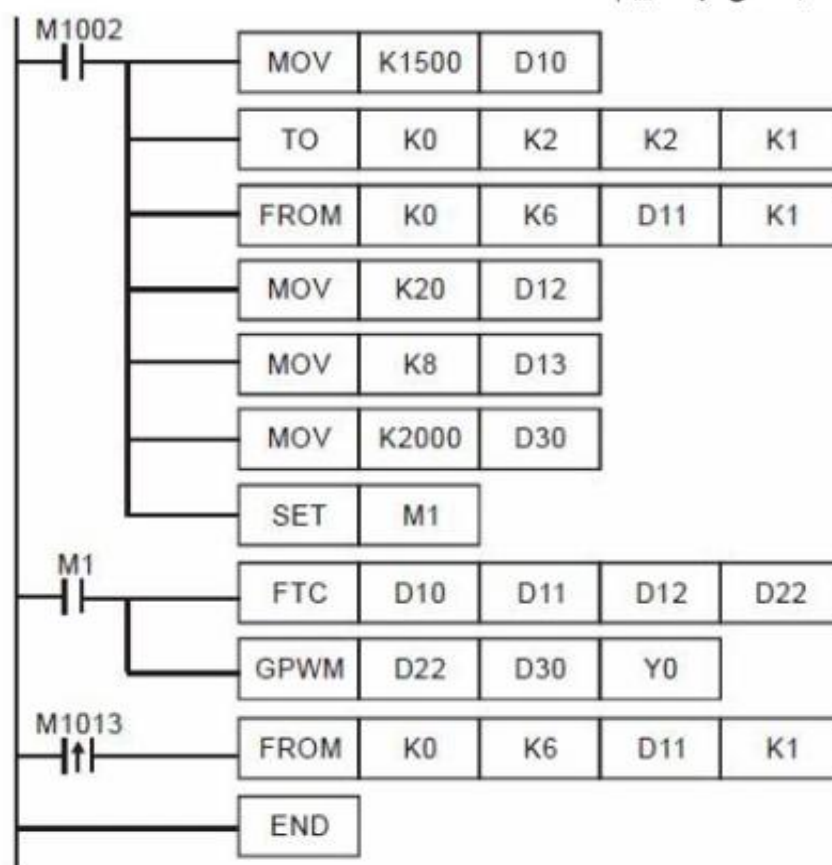 M1002
MOV K1500 D10
TO K0 K2 K2 K1
FROM K0 K6 D11 K1
MOV K20 D12
MOV K8 D13
MOV K2000 D30
SET M1
M1
FTC D10 D11 D12 D22
GPWM D22 D30 Y0
M1013
FROM K0 K6 D11 K1
END